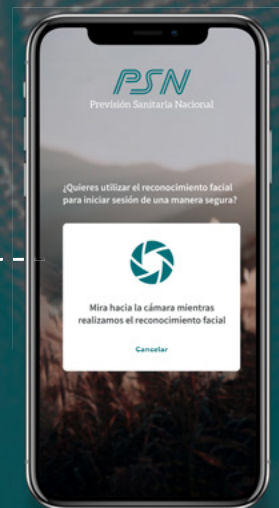 PSN
Previsión Sanitaria Nacional
¿Quieres utilizar el reconocimiento facial
para iniciar sesión de una manera segura?
Mira hacia la cámara mientras
realizamos el reconocimiento facial
Cancelar